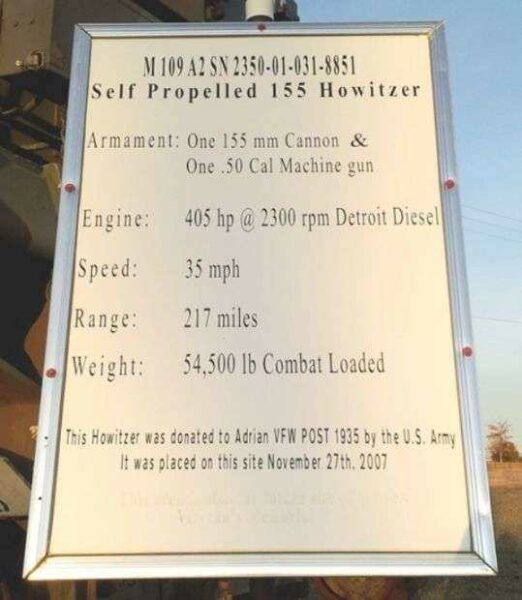 M 109 A2 SN 2350-01-031-8851
Self Propelled 155 Howitzer
Armament: One 155 mm Cannon &
One .50 Cal Machine gun
Engine: 405 hp @ 2300 rpm Detroit Diesel
Speed: 35 mph
Range: 217 miles
Weight: 54,500 lb Combat Loaded
This Howitzer was donated to Adrian VFW POST 1935 by the U.S. Army
It was placed on this site November 27th, 2007